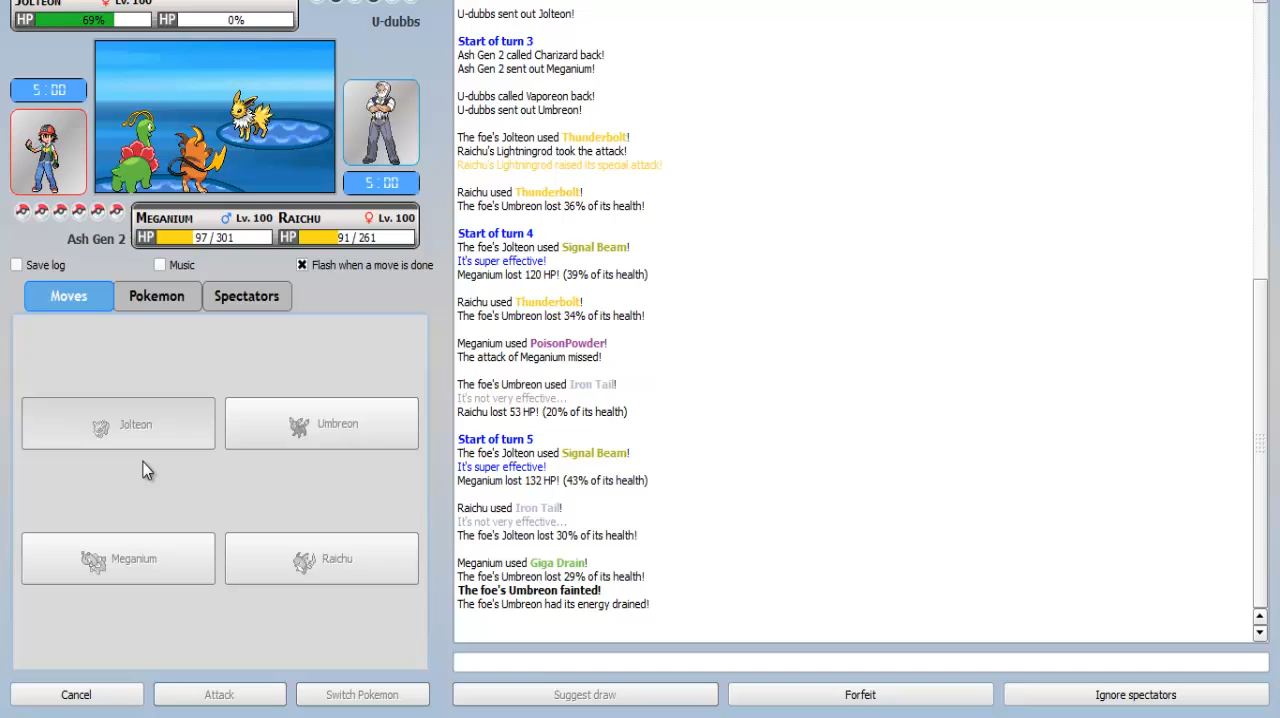 JOLTEON ♀ Lv. 100
HP 69% HP 0%
U-dubbs
5:00
5:00
MEGANIUM ♂ Lv. 100 RAICHU ♀ Lv. 100
HP 97 / 301 HP 91 / 261
Ash Gen 2
Save log Music Flash when a move is done
Moves Pokemon Spectators
Jolteon Umbreon
Meganium Raichu
Cancel Attack Switch Pokemon
U-dubbs sent out Jolteon!
Start of turn 3
Ash Gen 2 called Charizard back!
Ash Gen 2 sent out Meganium!
U-dubbs called Vaporeon back!
U-dubbs sent out Umbreon!
The foe's Jolteon used Thunderbolt!
Raichu's Lightningrod took the attack!
Raichu's Lightningrod raised its special attack!
Raichu used Thunderbolt!
The foe's Umbreon lost 36% of its health!
Start of turn 4
The foe's Jolteon used Signal Beam!
It's super effective!
Meganium lost 120 HP! (39% of its health)
Raichu used Thunderbolt!
The foe's Umbreon lost 34% of its health!
Meganium used PoisonPowder!
The attack of Meganium missed!
The foe's Umbreon used Iron Tail!
It's not very effective...
Raichu lost 53 HP! (20% of its health)
Start of turn 5
The foe's Jolteon used Signal Beam!
It's super effective!
Meganium lost 132 HP! (43% of its health)
Raichu used Iron Tail!
It's not very effective...
The foe's Jolteon lost 30% of its health!
Meganium used Giga Drain!
The foe's Umbreon lost 29% of its health!
The foe's Umbreon fainted!
The foe's Umbreon had its energy drained!
Suggest draw Forfeit Ignore spectators